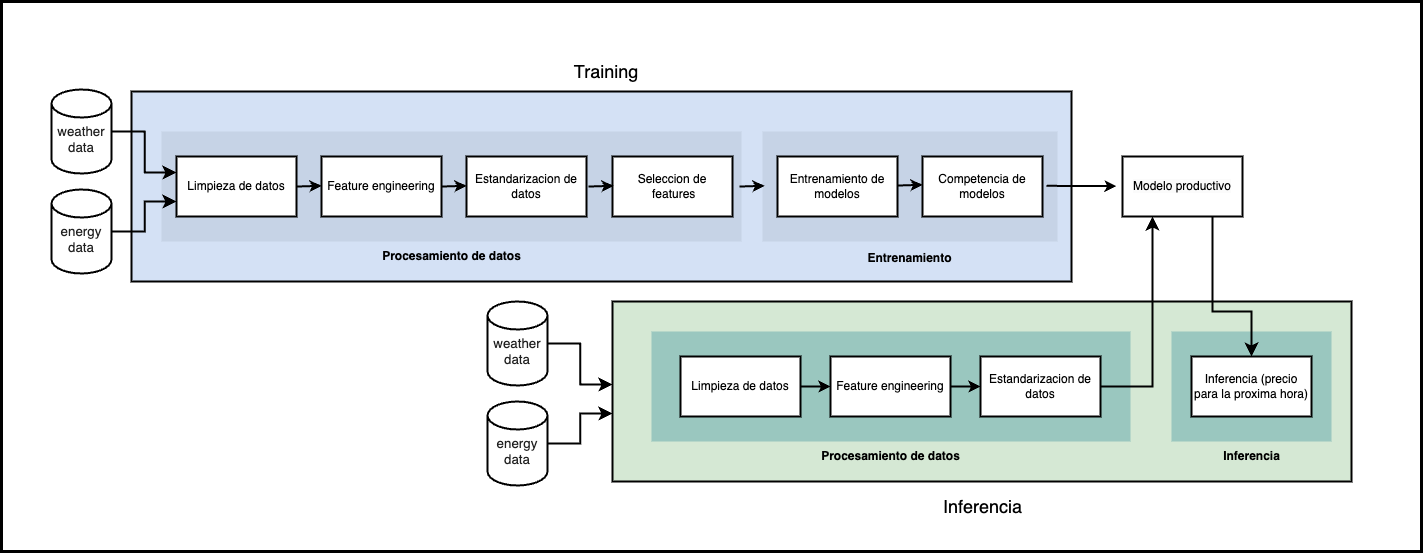 Training
weather
data
energy
data
Limpieza de datos
Feature engineering
Estandarizacion de
datos
Seleccion de
features
Procesamiento de datos
Entrenamiento de
modelos
Competencia de
modelos
Entrenamiento
Modelo productivo
weather
data
energy
data
Limpieza de datos
Feature engineering
Estandarizacion de
datos
Procesamiento de datos
Inferencia (precio
para la proxima hora)
Inferencia
Inferencia